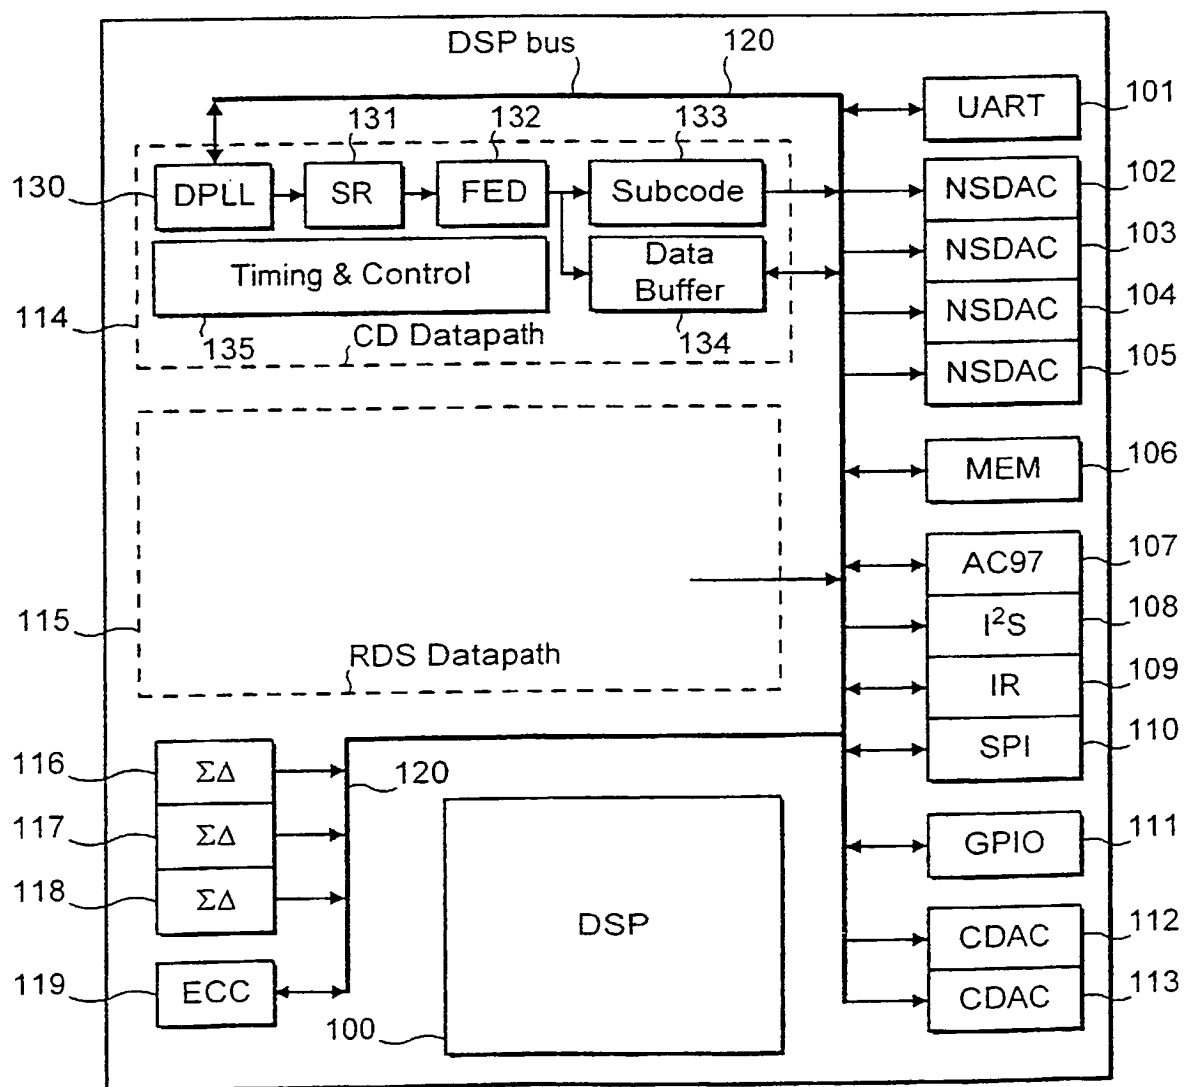 DSP bus
120
101
UART
131
132
133
130
DPLL
SR
FED
Subcode
102
NSDAC
103
NSDAC
Timing & Control
Data
Buffer
104
NSDAC
114
135
CD Datapath
134
105
NSDAC
106
MEM
107
AC97
108
I²S
115
RDS Datapath
109
IR
110
SPI
116
ΣΔ
120
117
ΣΔ
111
GPIO
118
ΣΔ
DSP
112
CDAC
119
ECC
100
113
CDAC